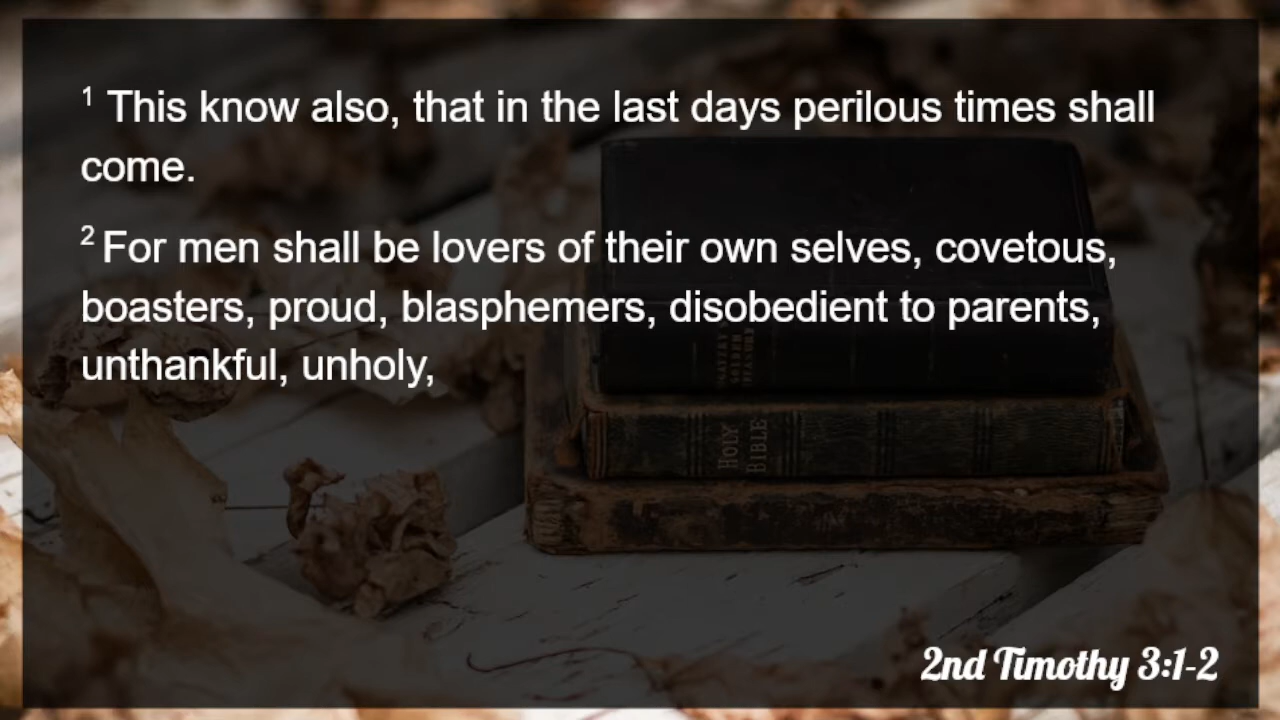 1 This know also, that in the last days perilous times shall
come.
2 For men shall be lovers of their own selves, covetous,
boasters, proud, blasphemers, disobedient to parents,
unthankful, unholy,
HOLY
BIBLE
2nd Timothy 3:1-2